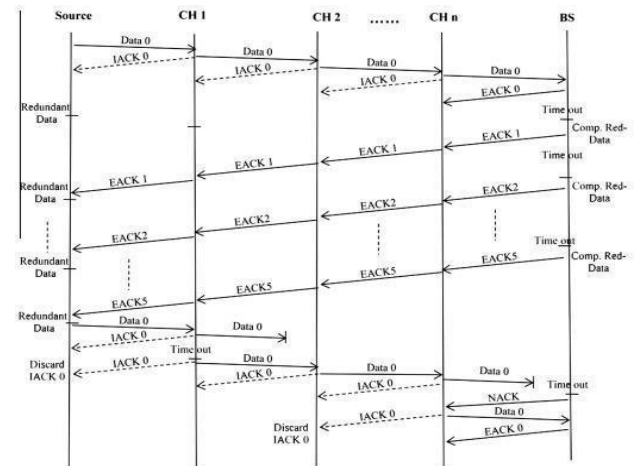 Source CH 1 CH 2 ...... CH n BS
Data 0
IACK 0
Data 0
IACK 0
Data 0
IACK 0
Data 0
EACK 0
Redundant
Data
Time out
Comp. Red-
Data
EACK 1
EACK 1
EACK 1
EACK 1
Time out
Redundant
Data
Comp. Red-
Data
EACK2
EACK2
EACK2
EACK2
Time out
Redundant
Data
Comp. Red-
Data
EACK5
EACK5
EACK5
EACK5
Redundant
Data
Data 0
Data 0
IACK 0
Time out
Discard
IACK 0
IACK 0
Data 0
IACK 0
Data 0
IACK 0
Data 0
Time out
NACK
Discard
IACK 0
IACK 0
Data 0
EACK 0